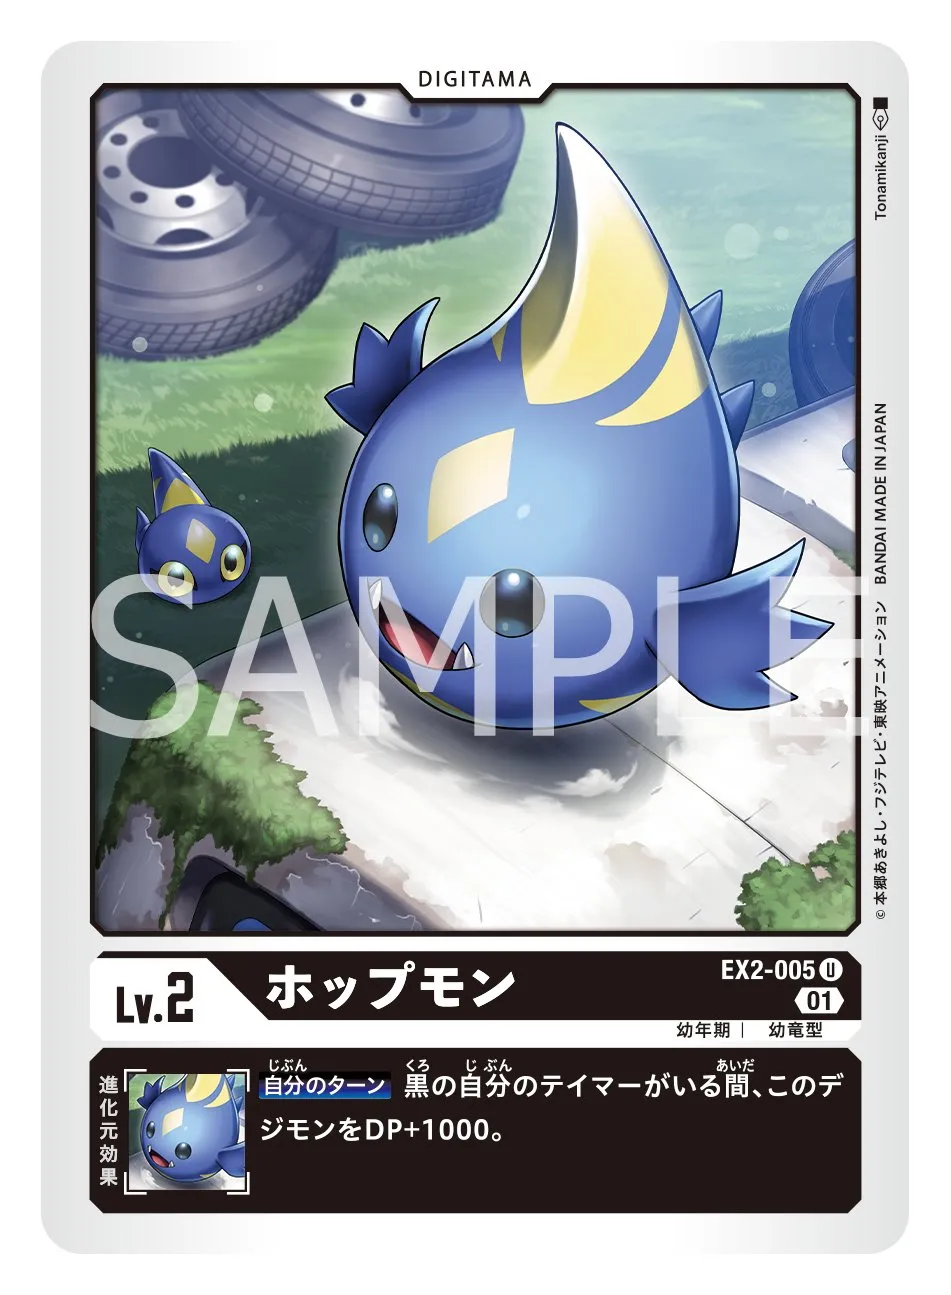 DIGITAMA
Tonamikanji
BANDAI MADE IN JAPAN
© 本郷あきよし・フジテレビ・東映アニメーション
SAMPLE
Lv.2
ホップモン
EX2-005 U
01
幼年期 | 幼竜型
進化元効果
じぶん くろ じぶん あいだ
自分のターン 黒の自分のテイマーがいる間、このデ
ジモンをDP+1000。